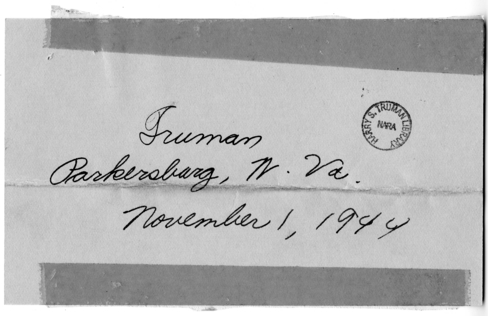 Truman
Parkersburg, W. Va.
November 1, 1944
HARRY S. TRUMAN LIBRARY
NARA